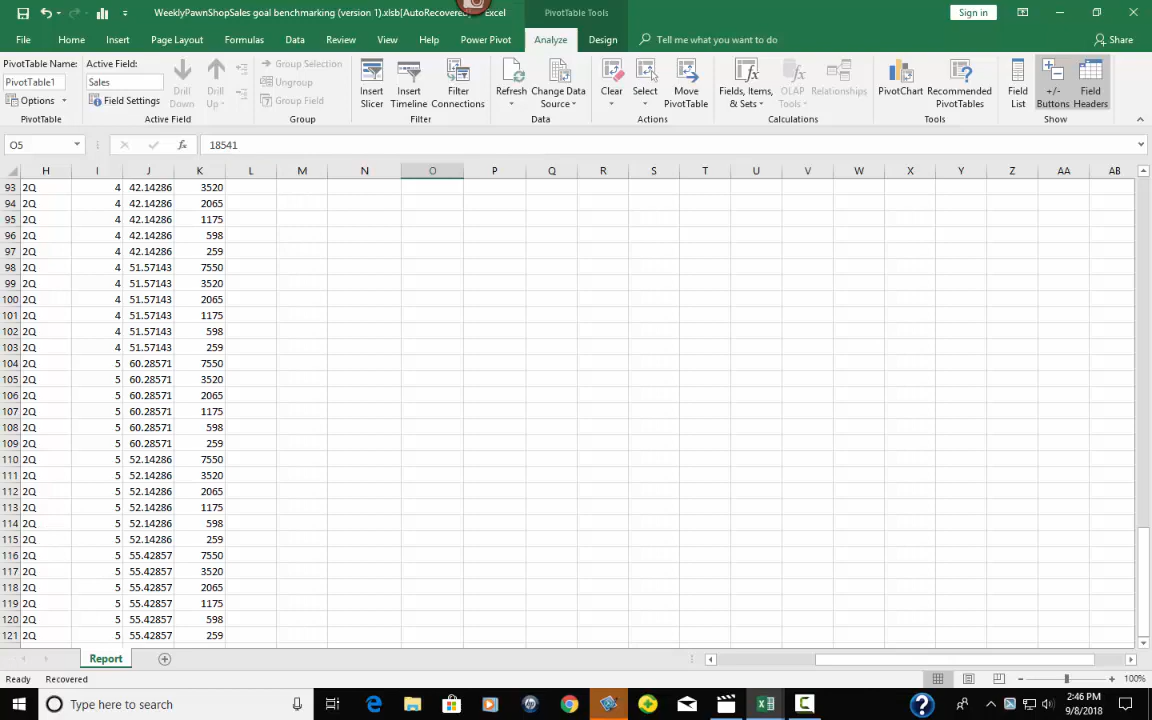 WeeklyPawnShopSales goal benchmarking (version 1).xlsb[AutoRecovere - Excel
PivotTable Tools
Sign in
File Home Insert Page Layout Formulas Data Review View Help Power Pivot Analyze Design Tell me what you want to do Share
PivotTable Name:
PivotTable1
Options
PivotTable
Active Field:
Sales
Field Settings
Drill Down
Drill Up
Active Field
Group Selection
Ungroup
Group Field
Group
Insert Slicer
Insert Timeline
Filter Connections
Filter
Refresh
Change Data Source
Data
Clear
Select
Move PivotTable
Actions
Fields, Items, & Sets
OLAP Tools
Relationships
Calculations
PivotChart
Recommended PivotTables
Tools
Field List
+/- Buttons
Field Headers
Show
O5 fx 18541
H I J K L M N O P Q R S T U V W X Y Z AA AB
93 2Q 4 42.14286 3520
94 2Q 4 42.14286 2065
95 2Q 4 42.14286 1175
96 2Q 4 42.14286 598
97 2Q 4 42.14286 259
98 2Q 4 51.57143 7550
99 2Q 4 51.57143 3520
100 2Q 4 51.57143 2065
101 2Q 4 51.57143 1175
102 2Q 4 51.57143 598
103 2Q 4 51.57143 259
104 2Q 5 60.28571 7550
105 2Q 5 60.28571 3520
106 2Q 5 60.28571 2065
107 2Q 5 60.28571 1175
108 2Q 5 60.28571 598
109 2Q 5 60.28571 259
110 2Q 5 52.14286 7550
111 2Q 5 52.14286 3520
112 2Q 5 52.14286 2065
113 2Q 5 52.14286 1175
114 2Q 5 52.14286 598
115 2Q 5 52.14286 259
116 2Q 5 55.42857 7550
117 2Q 5 55.42857 3520
118 2Q 5 55.42857 2065
119 2Q 5 55.42857 1175
120 2Q 5 55.42857 598
121 2Q 5 55.42857 259
Report
Ready Recovered 100%
Type here to search
2:46 PM
9/8/2018